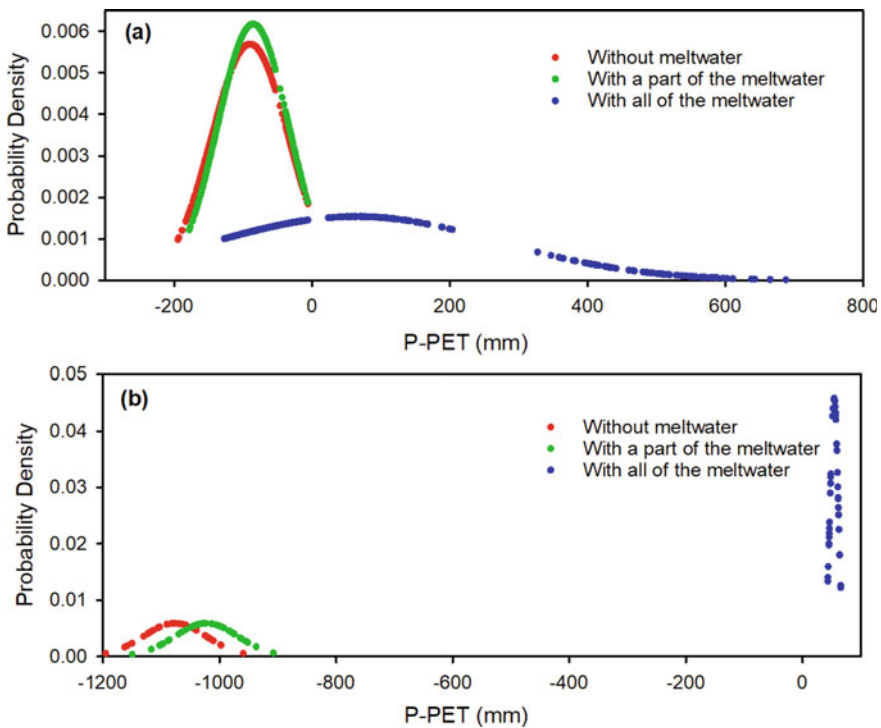 (a)
Without meltwater
With a part of the meltwater
With all of the meltwater
Probability Density
0.006
0.005
0.004
0.003
0.002
0.001
0.000
-200 0 200 400 600 800
P-PET (mm)
(b)
Without meltwater
With a part of the meltwater
With all of the meltwater
Probability Density
0.05
0.04
0.03
0.02
0.01
0.00
-1200 -1000 -800 -600 -400 -200 0
P-PET (mm)